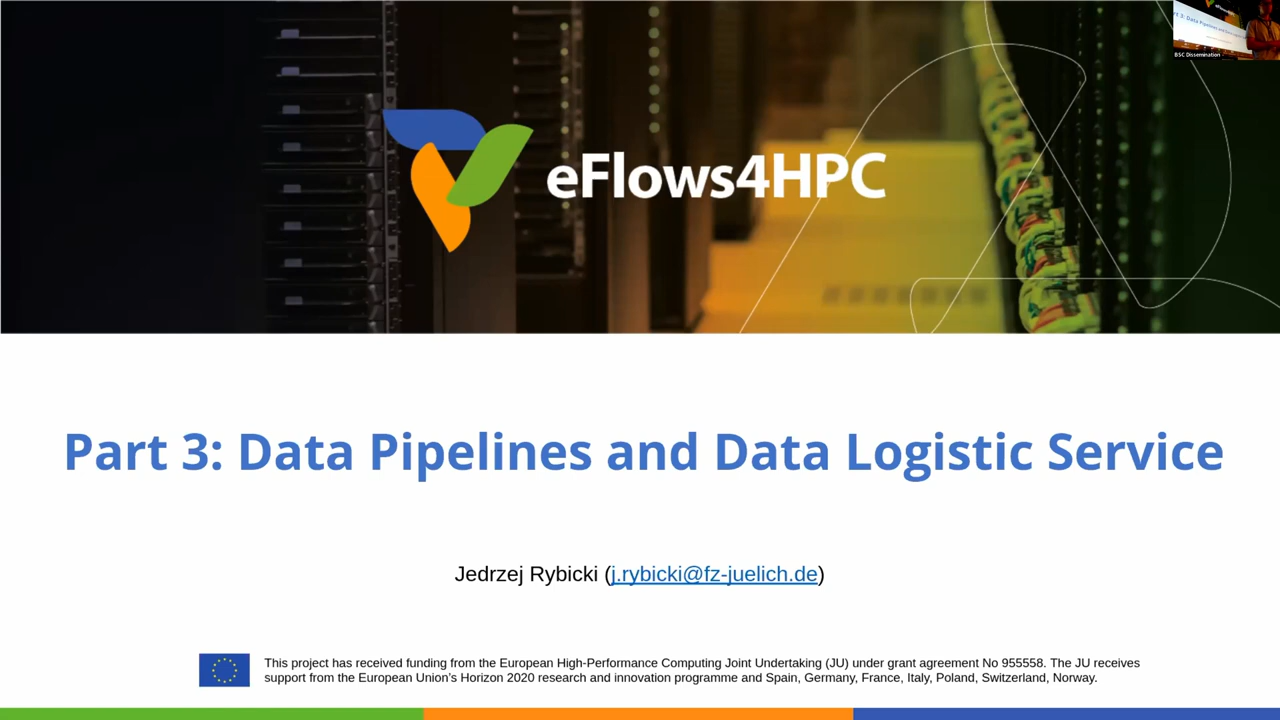 BSC Dissemination
eFlows4HPC
Part 3: Data Pipelines and Data Logistic Service
Jedrzej Rybicki (j.rybicki@fz-juelich.de)
This project has received funding from the European High-Performance Computing Joint Undertaking (JU) under grant agreement No 955558. The JU receives
support from the European Union’s Horizon 2020 research and innovation programme and Spain, Germany, France, Italy, Poland, Switzerland, Norway.